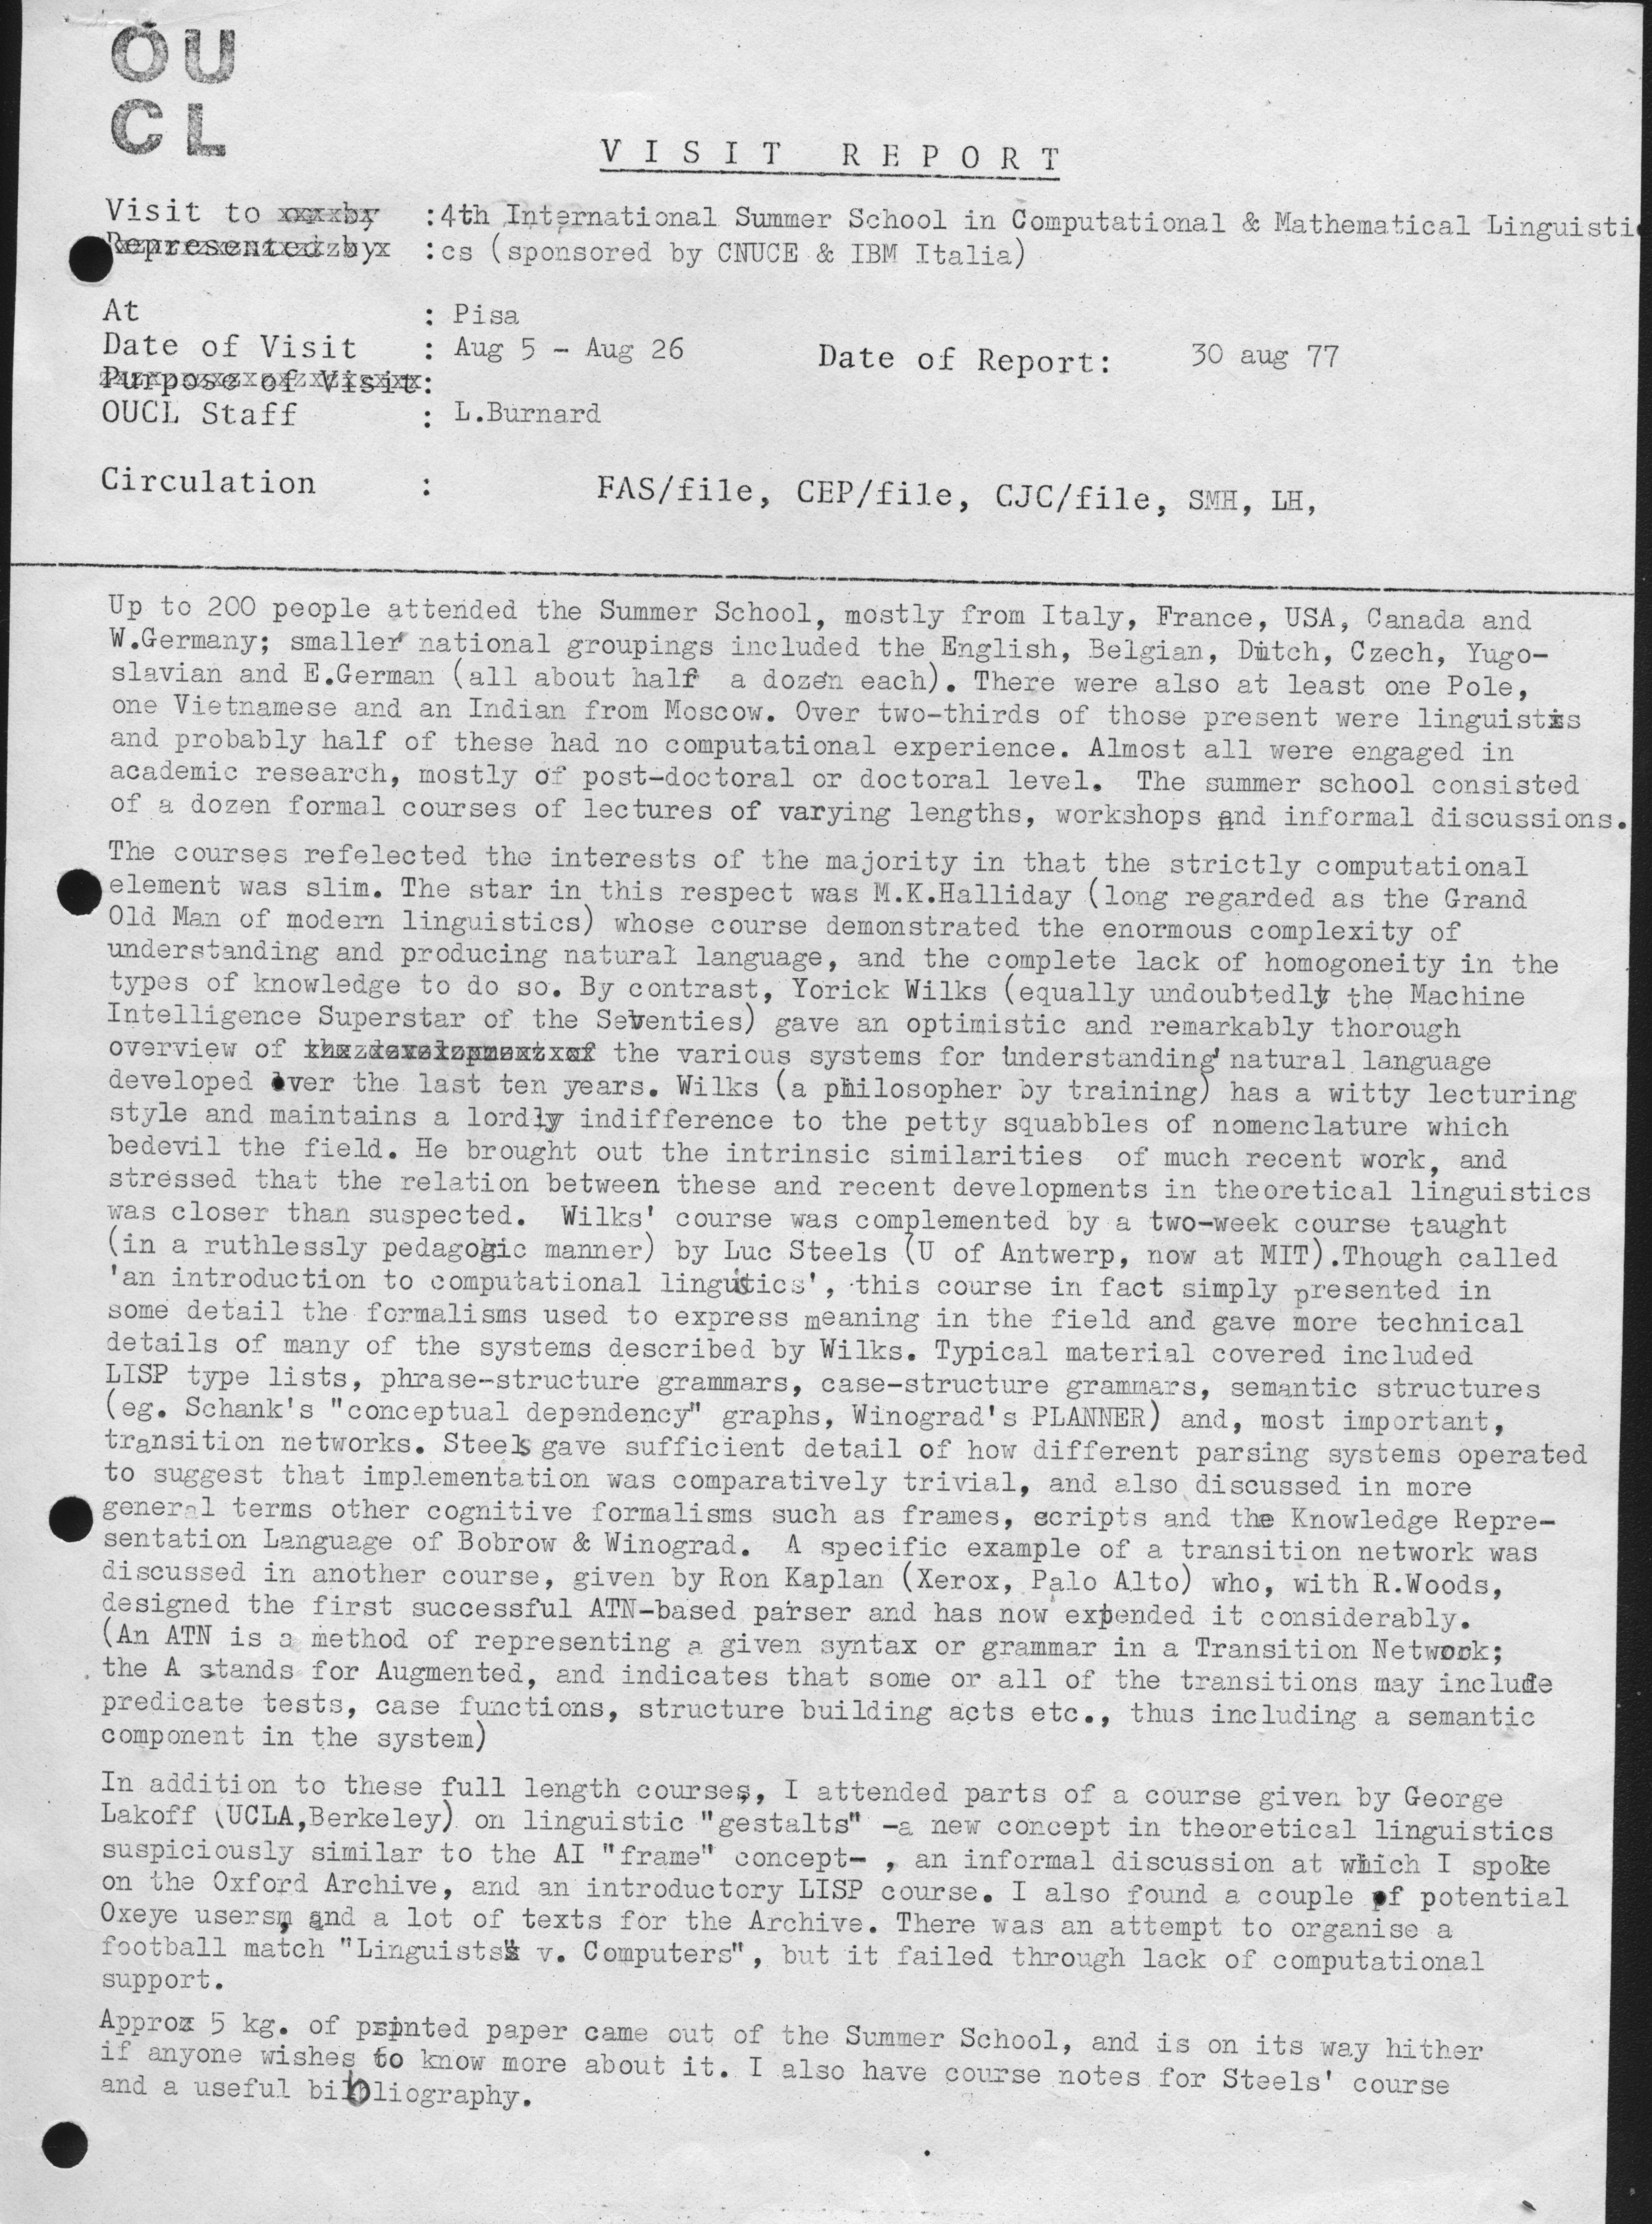 OU
CL
VISIT REPORT
Visit to by :4th International Summer School in Computational & Mathematical Linguisti
Represented by :cs (sponsored by CNUCE & IBM Italia)
At : Pisa
Date of Visit : Aug 5 - Aug 26 Date of Report: 30 aug 77
Purpose of Visit:
OUCL Staff : L.Burnard
Circulation : FAS/file, CEP/file, CJC/file, SMH, LH,
Up to 200 people attended the Summer School, mostly from Italy, France, USA, Canada and
W.Germany; smaller national groupings included the English, Belgian, Dutch, Czech, Yugo-
slavian and E.German (all about half a dozen each). There were also at least one Pole,
one Vietnamese and an Indian from Moscow. Over two-thirds of those present were linguists
and probably half of these had no computational experience. Almost all were engaged in
academic research, mostly of post-doctoral or doctoral level. The summer school consisted
of a dozen formal courses of lectures of varying lengths, workshops and informal discussions.
The courses refelected the interests of the majority in that the strictly computational
element was slim. The star in this respect was M.K.Halliday (long regarded as the Grand
Old Man of modern linguistics) whose course demonstrated the enormous complexity of
understanding and producing natural language, and the complete lack of homogoneity in the
types of knowledge to do so. By contrast, Yorick Wilks (equally undoubtedly the Machine
Intelligence Superstar of the Seventies) gave an optimistic and remarkably thorough
overview of the development of the various systems for 'understanding' natural language
developed over the last ten years. Wilks (a philosopher by training) has a witty lecturing
style and maintains a lordly indifference to the petty squabbles of nomenclature which
bedevil the field. He brought out the intrinsic similarities of much recent work, and
stressed that the relation between these and recent developments in theoretical linguistics
was closer than suspected. Wilks' course was complemented by a two-week course taught
(in a ruthlessly pedagogic manner) by Luc Steels (U of Antwerp, now at MIT).Though called
'an introduction to computational linguistics', this course in fact simply presented in
some detail the formalisms used to express meaning in the field and gave more technical
details of many of the systems described by Wilks. Typical material covered included
LISP type lists, phrase-structure grammars, case-structure grammars, semantic structures
(eg. Schank's "conceptual dependency" graphs, Winograd's PLANNER) and, most important,
transition networks. Steels gave sufficient detail of how different parsing systems operated
to suggest that implementation was comparatively trivial, and also discussed in more
general terms other cognitive formalisms such as frames, scripts and the Knowledge Repre-
sentation Language of Bobrow & Winograd. A specific example of a transition network was
discussed in another course, given by Ron Kaplan (Xerox, Palo Alto) who, with R.Woods,
designed the first successful ATN-based parser and has now extended it considerably.
(An ATN is a method of representing a given syntax or grammar in a Transition Network;
the A stands for Augmented, and indicates that some or all of the transitions may include
predicate tests, case functions, structure building acts etc., thus including a semantic
component in the system)
In addition to these full length courses, I attended parts of a course given by George
Lakoff (UCLA,Berkeley) on linguistic "gestalts" -a new concept in theoretical linguistics
suspiciously similar to the AI "frame" concept- , an informal discussion at which I spoke
on the Oxford Archive, and an introductory LISP course. I also found a couple of potential
Oxeye users, and a lot of texts for the Archive. There was an attempt to organise a
football match "Linguists v. Computers", but it failed through lack of computational
support.
Approx 5 kg. of printed paper came out of the Summer School, and is on its way hither
if anyone wishes to know more about it. I also have course notes for Steels' course
and a useful bibliography.